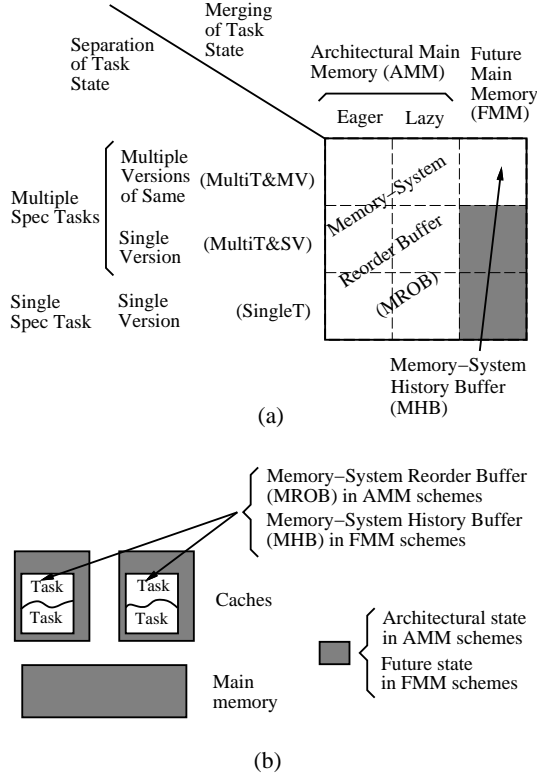 Merging
of Task
State
Separation
of Task
State
Architectural Main
Memory (AMM)
Future
Main
Memory
(FMM)
Eager
Lazy
Multiple
Spec Tasks
Multiple
Versions
of Same
(MultiT&MV)
Single
Version
(MultiT&SV)
Single
Spec Task
Single
Version
(SingleT)
Memory−System
Reorder Buffer
(MROB)
Memory−System
History Buffer
(MHB)
(a)
Memory−System Reorder Buffer
(MROB) in AMM schemes
Memory−System History Buffer
(MHB) in FMM schemes
Task
Task
Task
Task
Caches
Main
memory
Architectural state
in AMM schemes
Future state
in FMM schemes
(b)